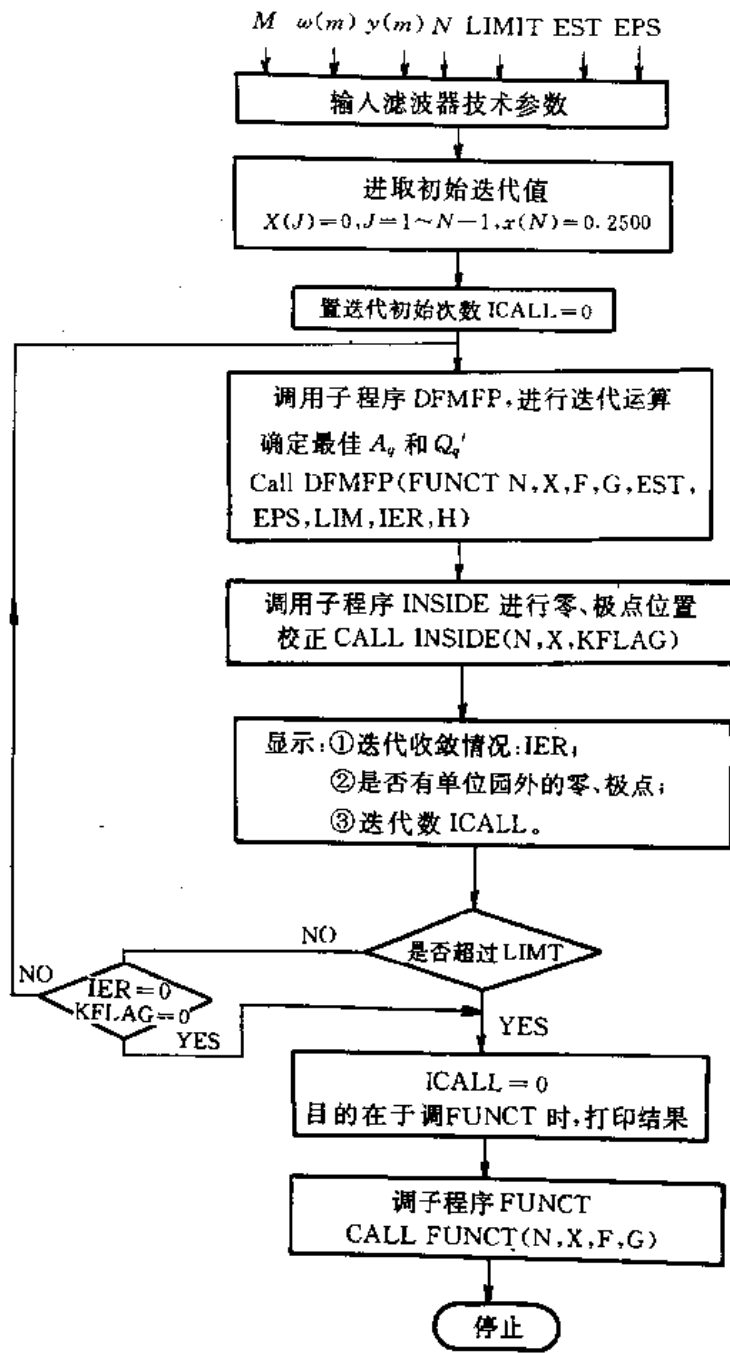 M ω(m) y(m) N LIMIT EST EPS
输人滤波器技术参数
进取初始迭代值
X(J)=0,J=1~N-1,x(N)=0.2500
置迭代初始次数 ICALL=0
调用子程序 DFMFP,进行迭代运算
确定最佳 A_q 和 Q_q′
Call DFMFP(FUNCT N,X,F,G,EST,
EPS,LIM,IER,H)
调用子程序 INSIDE 进行零、极点位置
校正 CALL INSIDE(N,X,KFLAG)
显示:①迭代收敛情况:IER;
②是否有单位园外的零、极点;
③迭代数 ICALL。
NO
是否超过 LIMT
NO
IER=0
KFLAG=0
YES
YES
ICALL=0
目的在于调FUNCT 时,打印结果
调子程序 FUNCT
CALL FUNCT(N,X,F,G)
停止